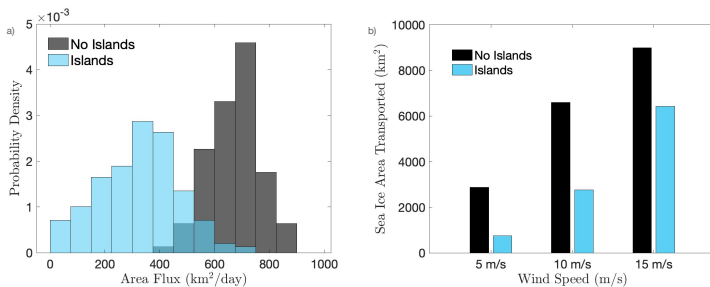 a)
×10⁻³
5
4
3
2
1
0
Probability Density
No Islands
Islands
0 200 400 600 800 1000
Area Flux (km²/day)
b)
10000
8000
6000
4000
2000
0
Sea Ice Area Transported (km²)
No Islands
Islands
5 m/s 10 m/s 15 m/s
Wind Speed (m/s)